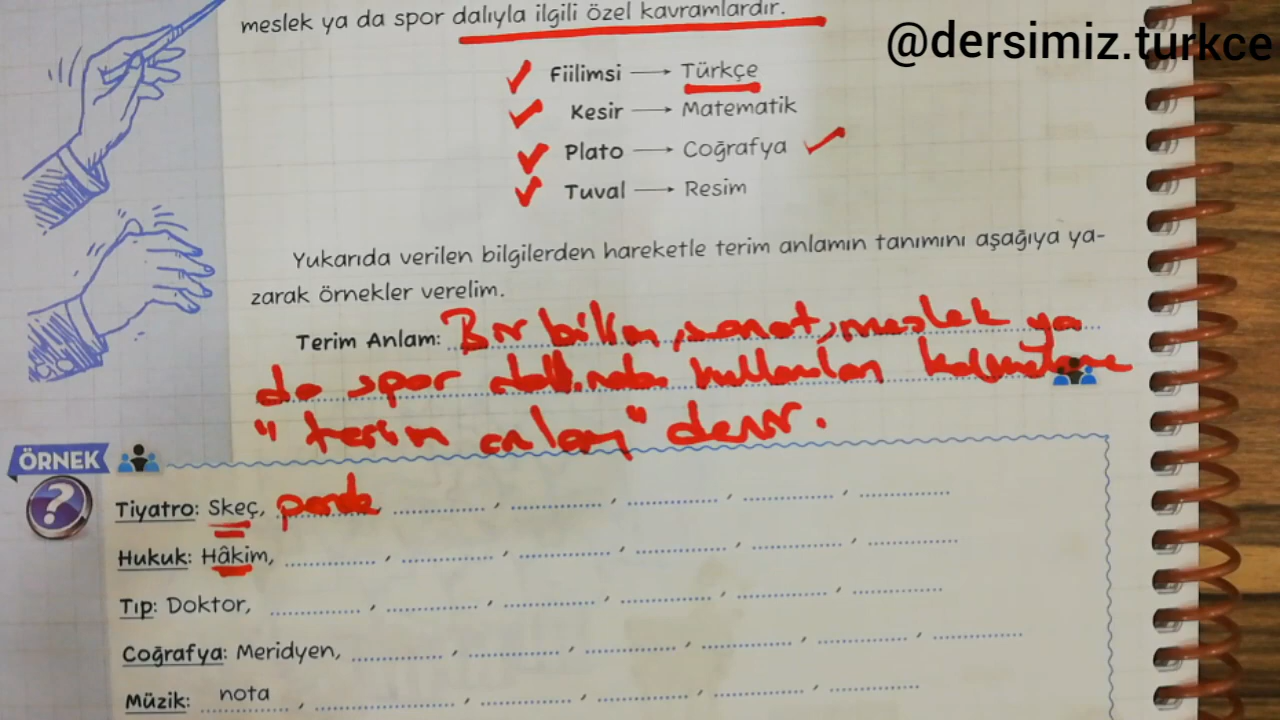 meslek ya da spor dalıyla ilgili özel kavramlardır.
@dersimiz.turkce
Fiilimsi → Türkçe
Kesir → Matematik
Plato → Coğrafya
Tuval → Resim
Yukarıda verilen bilgilerden hareketle terim anlamın tanımını aşağıya ya-
zarak örnekler verelim.
Terim Anlam: Bir bilim, sanat, meslek ya
da spor dalında kullanılan kelimelere
"terim anlam" denir.
ÖRNEK
Tiyatro: Skeç, perde
Hukuk: Hâkim,
Tıp: Doktor,
Coğrafya: Meridyen,
Müzik: nota